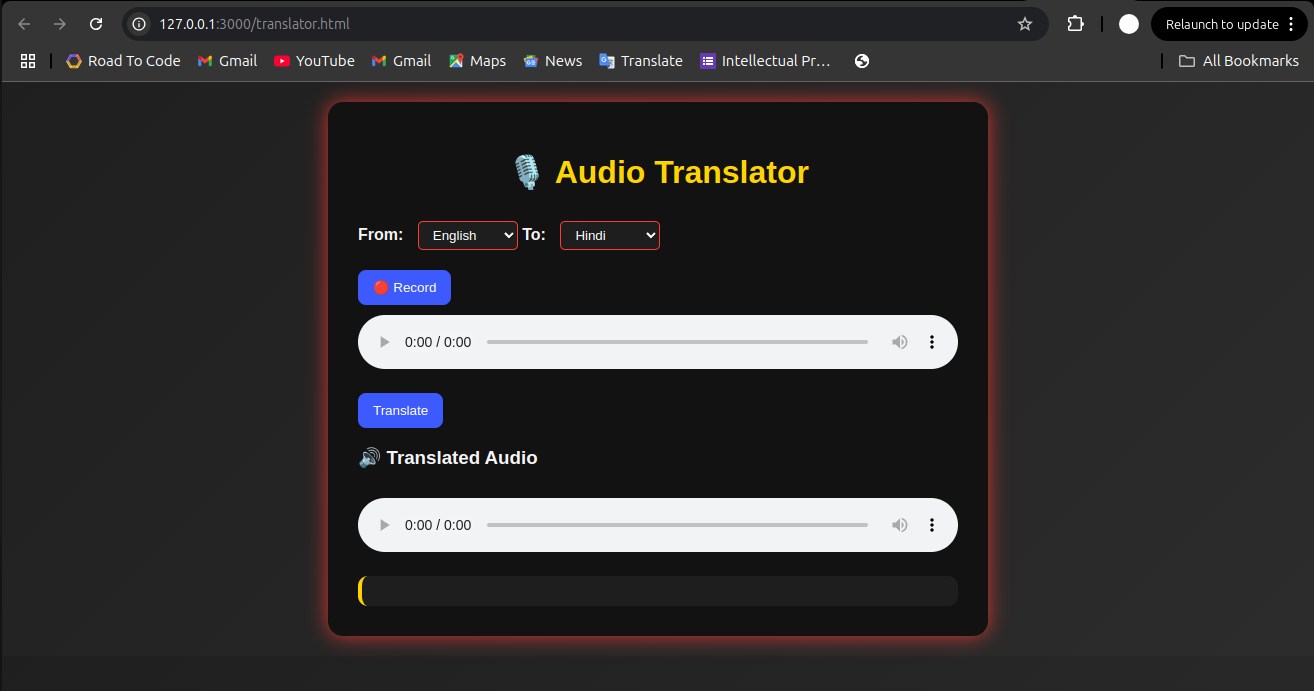 127.0.0.1:3000/translator.html
Relaunch to update
Road To Code Gmail YouTube Gmail Maps News Translate Intellectual Pr… All Bookmarks
🎙️ Audio Translator
From: English To: Hindi
🔴 Record
0:00 / 0:00
Translate
🔊 Translated Audio
0:00 / 0:00